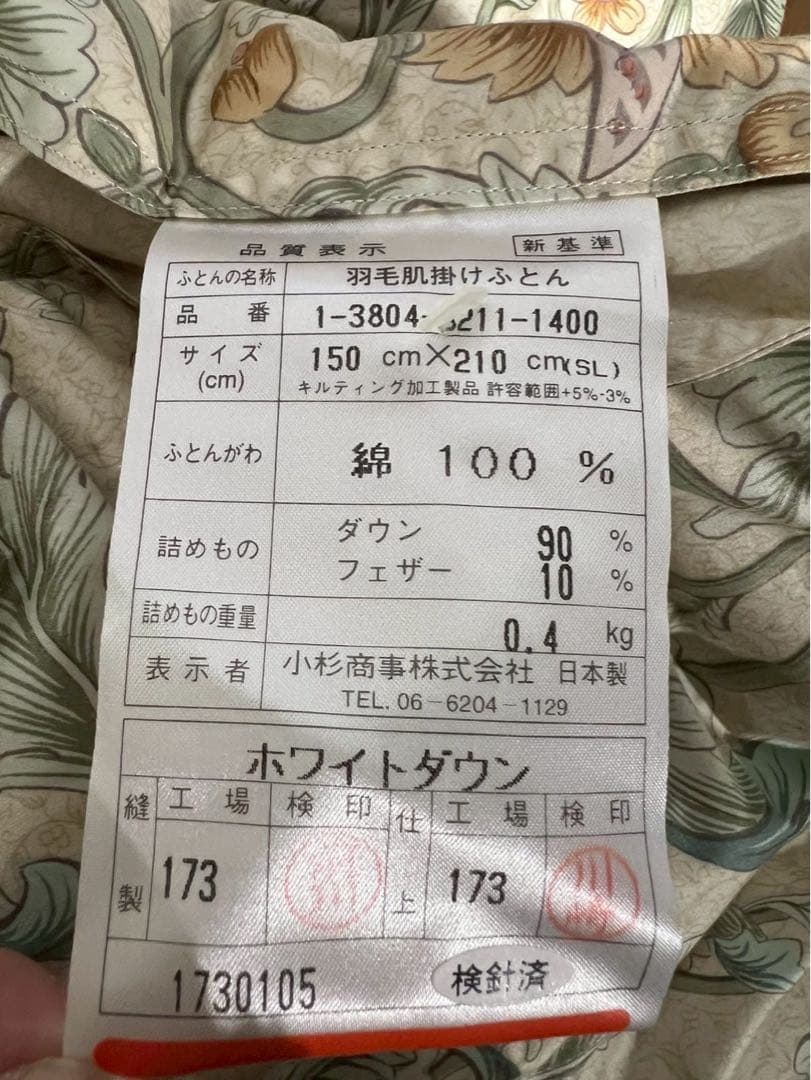 品質表示 新基準
ふとんの名称 羽毛肌掛けふとん
品番 1-3804- 211-1400
サイズ(cm) 150 cm×210 cm(SL)
キルティング加工製品 許容範囲+5%-3%
ふとんがわ 綿 100 %
詰めもの ダウン 90 %
フェザー 10 %
詰めもの重量 0.4 kg
表示者 小杉商事株式会社 日本製
TEL. 06-6204-1129
ホワイトダウン
縫製 工場 検印 仕上 工場 検印
173 173
1730105 検針済